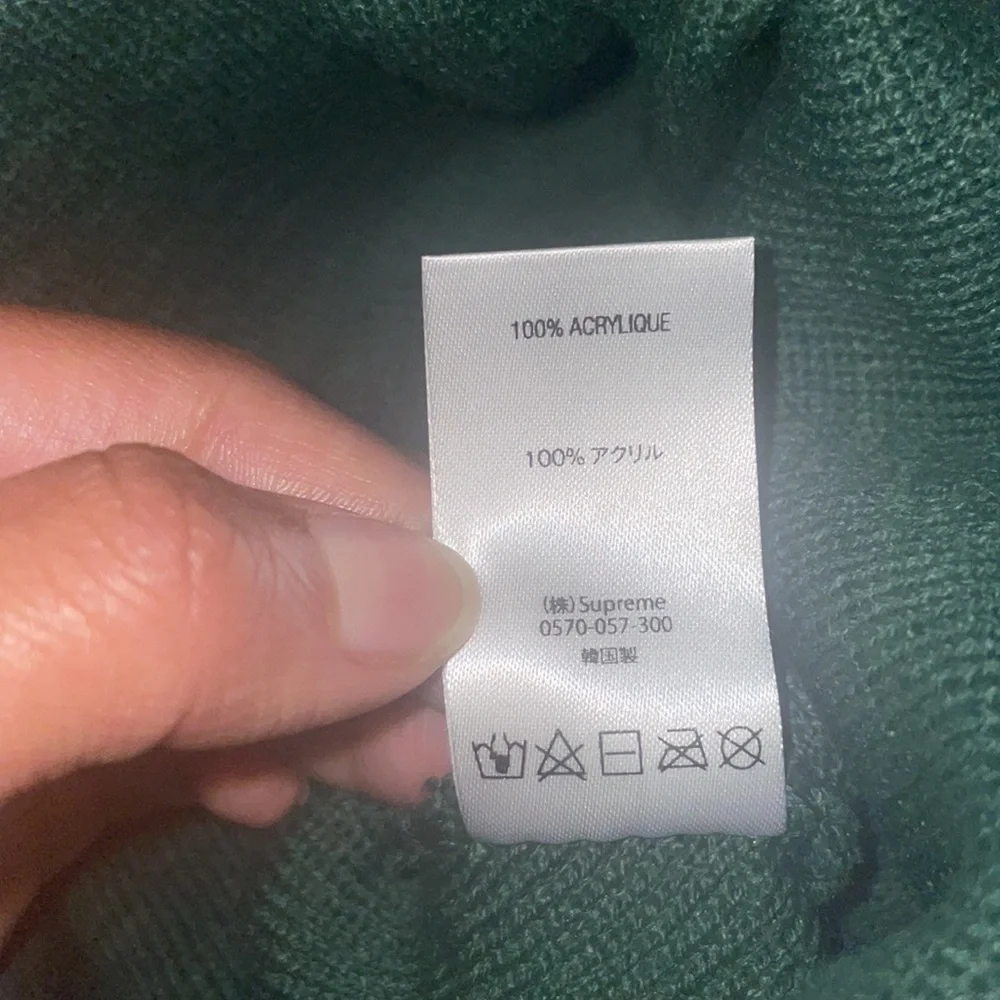 100% ACRYLIQUE
100% アクリル
(株)Supreme
0570-057-300
韓国製